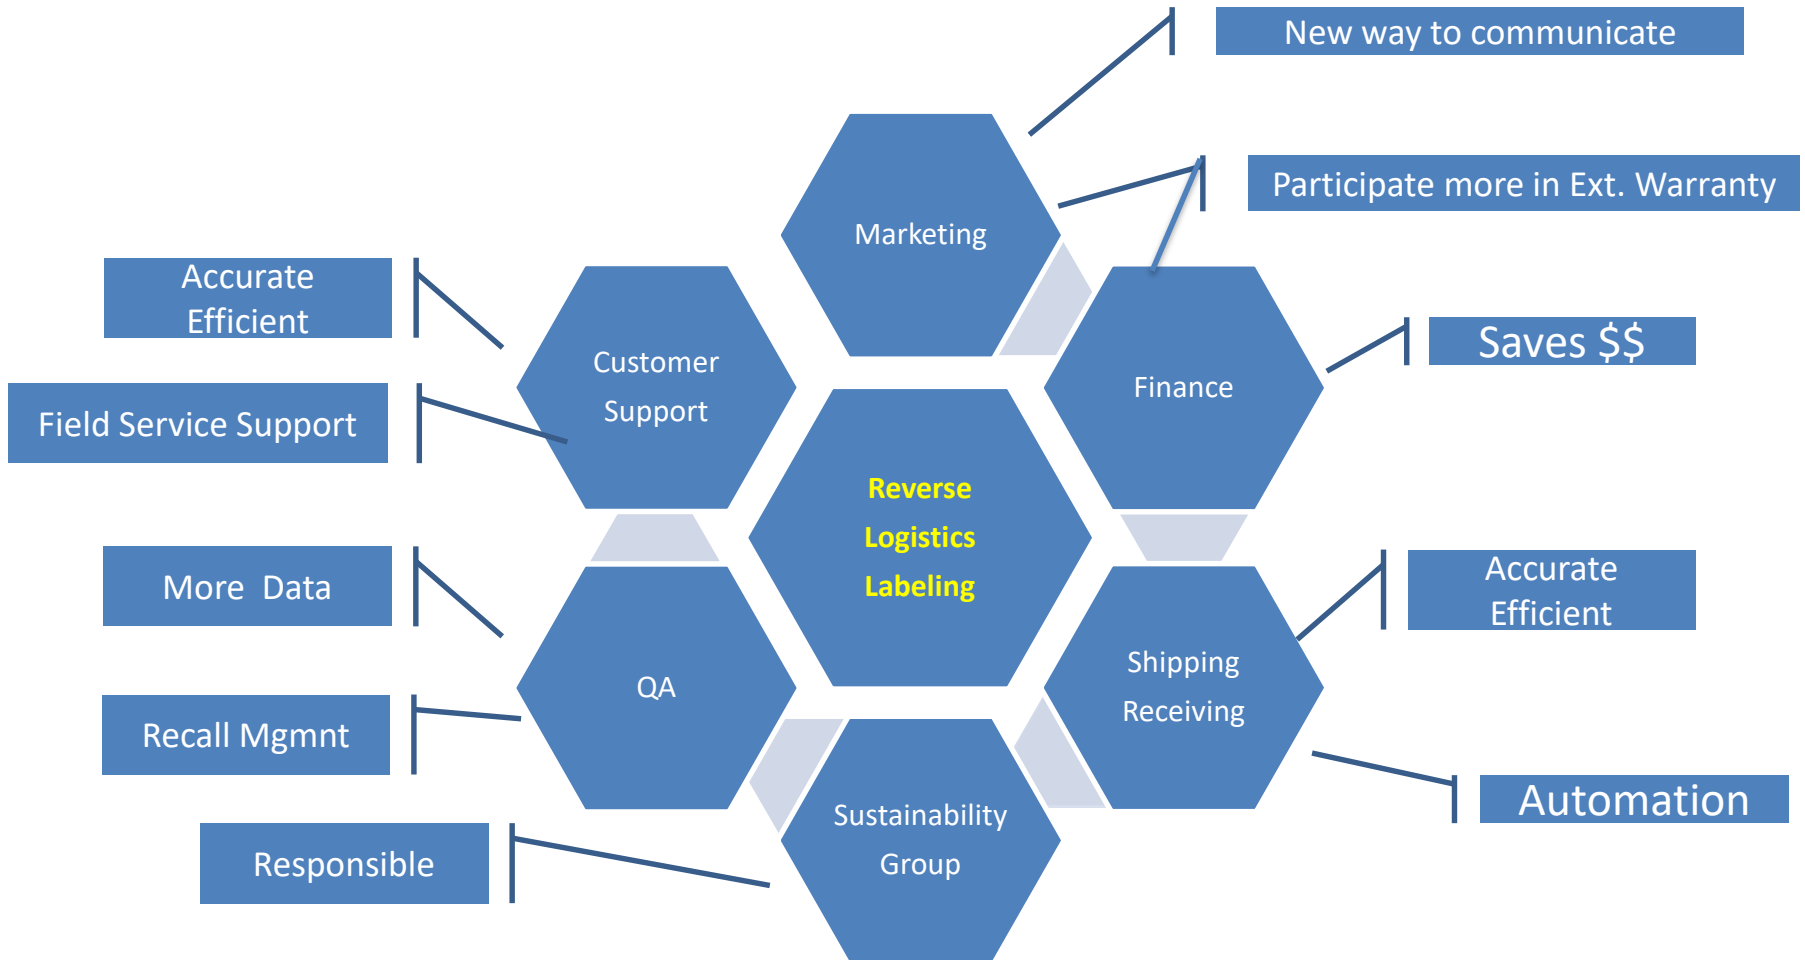 New way to communicate
Participate more in Ext. Warranty
Marketing
Accurate
Efficient
Customer
Support
Finance
Saves $$
Field Service Support
Reverse
Logistics
Labeling
More  Data
Accurate
Efficient
QA
Shipping
Receiving
Recall Mgmnt
Automation
Sustainability
Group
Responsible